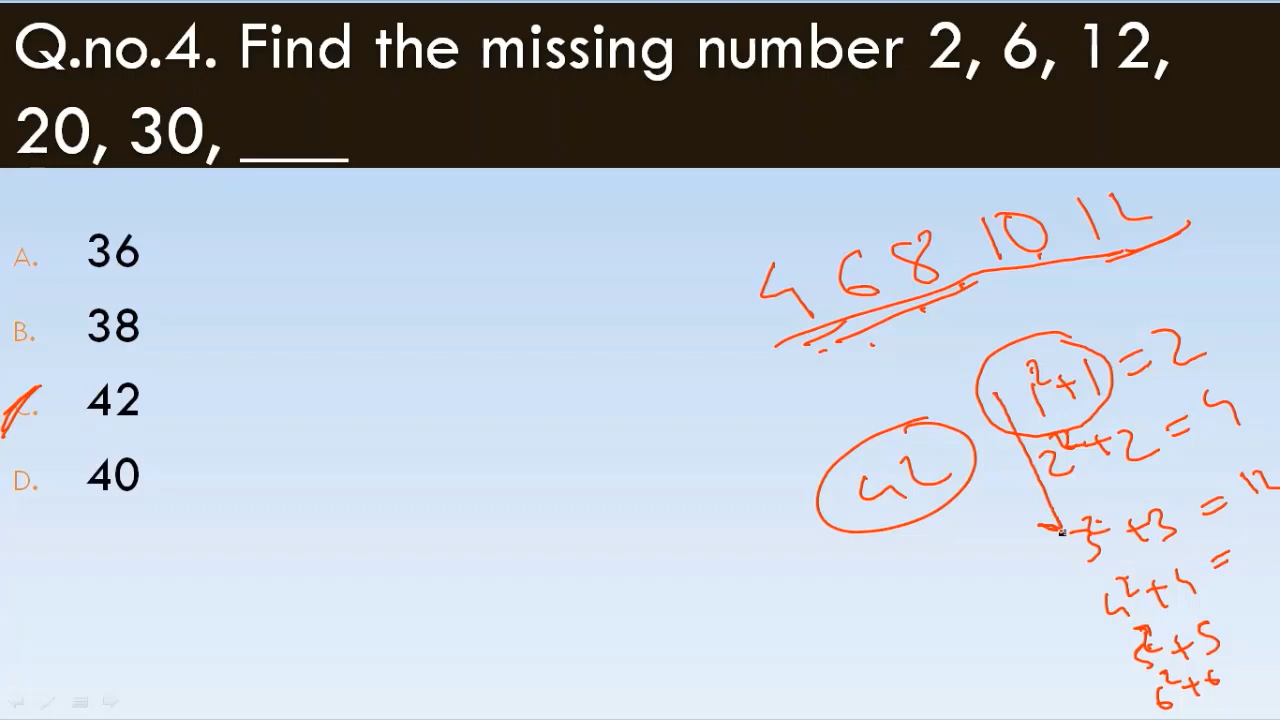 Q.no.4. Find the missing number 2, 6, 12,
20, 30, ____
A. 36
B. 38
C. 42
D. 40
4 6 8 10 12
1²+1 = 2
2²+2 = 4
42
3²+3 = 12
4²+4 =
5²+5
6²+6